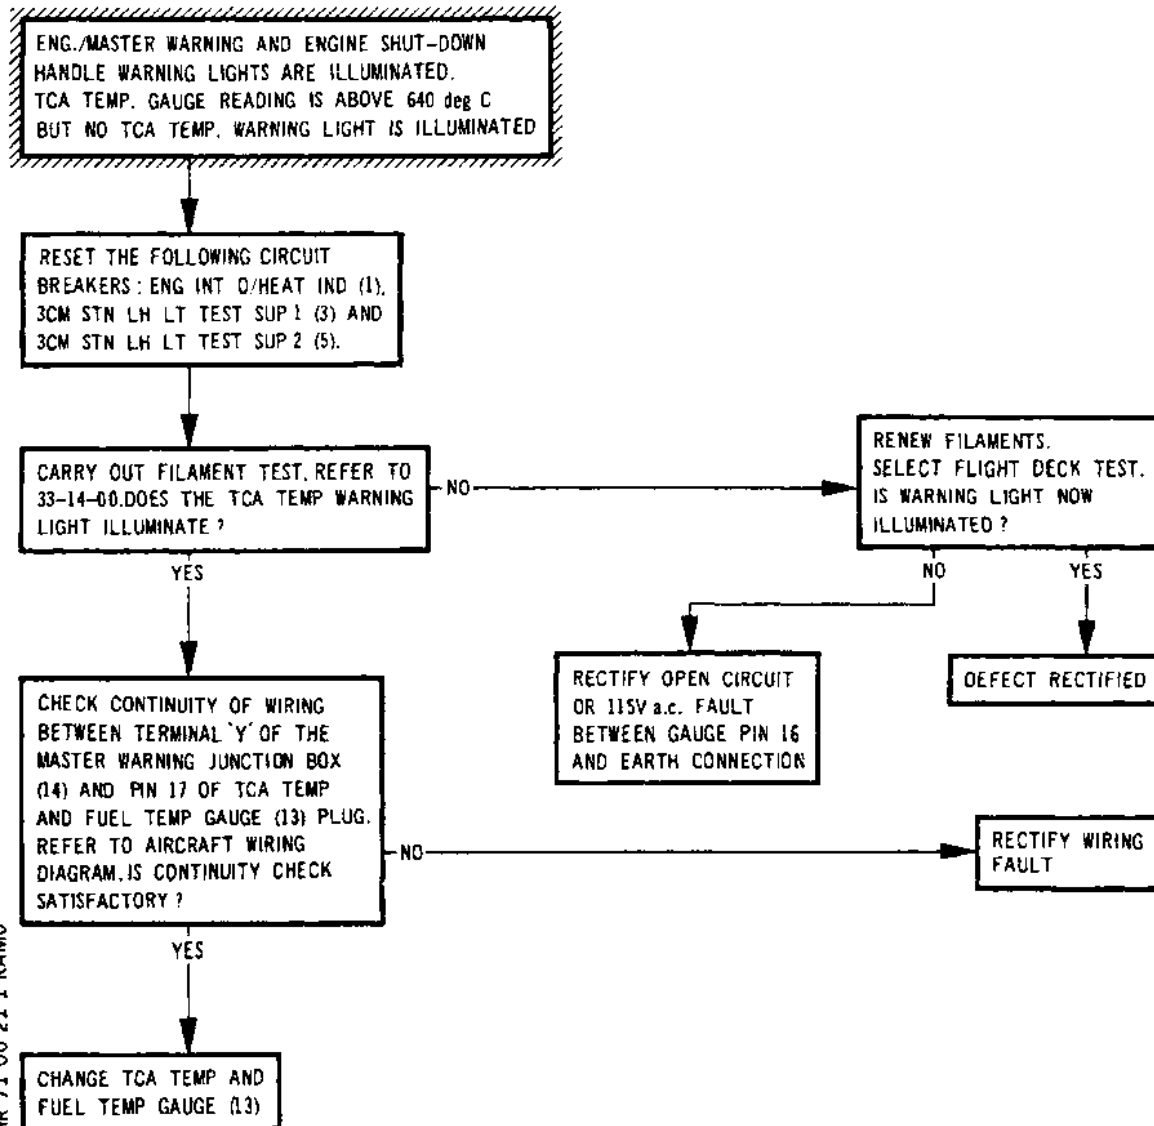 ENG./MASTER WARNING AND ENGINE SHUT-DOWN
HANDLE WARNING LIGHTS ARE ILLUMINATED.
TCA TEMP. GAUGE READING IS ABOVE 640 deg C
BUT NO TCA TEMP. WARNING LIGHT IS ILLUMINATED
RESET THE FOLLOWING CIRCUIT
BREAKERS: ENG INT O/HEAT IND (1),
3CM STN LH LT TEST SUP 1 (3) AND
3CM STN LH LT TEST SUP 2 (5).
CARRY OUT FILAMENT TEST. REFER TO
33-14-00. DOES THE TCA TEMP WARNING
LIGHT ILLUMINATE ?
NO
RENEW FILAMENTS.
SELECT FLIGHT DECK TEST.
IS WARNING LIGHT NOW
ILLUMINATED ?
YES
NO
YES
RECTIFY OPEN CIRCUIT
OR 115V a.c. FAULT
BETWEEN GAUGE PIN 16
AND EARTH CONNECTION
DEFECT RECTIFIED
CHECK CONTINUITY OF WIRING
BETWEEN TERMINAL 'Y' OF THE
MASTER WARNING JUNCTION BOX
(14) AND PIN 17 OF TCA TEMP
AND FUEL TEMP GAUGE (13) PLUG.
REFER TO AIRCRAFT WIRING
DIAGRAM. IS CONTINUITY CHECK
SATISFACTORY ?
NO
RECTIFY WIRING
FAULT
YES
CHANGE TCA TEMP AND
FUEL TEMP GAUGE (13)